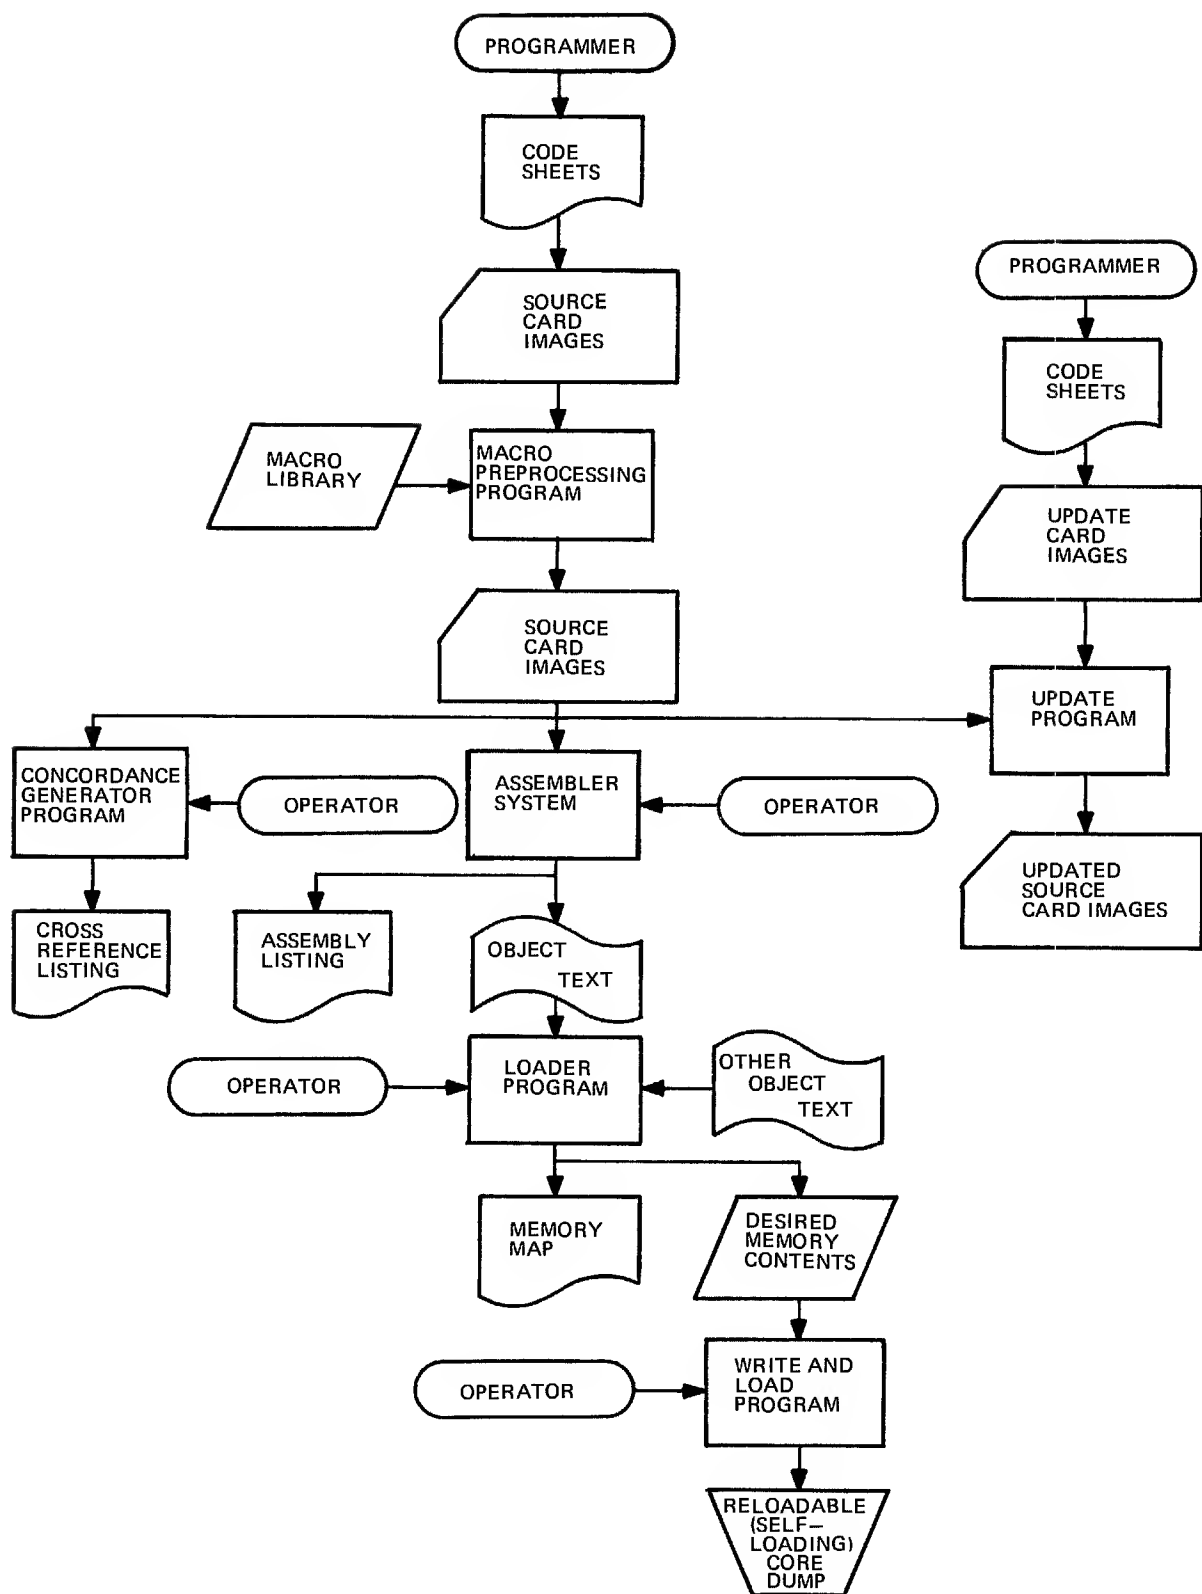 PROGRAMMER
CODE
SHEETS
SOURCE
CARD
IMAGES
PROGRAMMER
CODE
SHEETS
MACRO
LIBRARY
MACRO
PREPROCESSING
PROGRAM
UPDATE
CARD
IMAGES
SOURCE
CARD
IMAGES
UPDATE
PROGRAM
CONCORDANCE
GENERATOR
PROGRAM
OPERATOR
ASSEMBLER
SYSTEM
OPERATOR
UPDATED
SOURCE
CARD IMAGES
CROSS
REFERENCE
LISTING
ASSEMBLY
LISTING
OBJECT
TEXT
OPERATOR
LOADER
PROGRAM
OTHER
OBJECT
TEXT
MEMORY
MAP
DESIRED
MEMORY
CONTENTS
OPERATOR
WRITE AND
LOAD
PROGRAM
RELOADABLE
(SELF—
LOADING)
CORE
DUMP